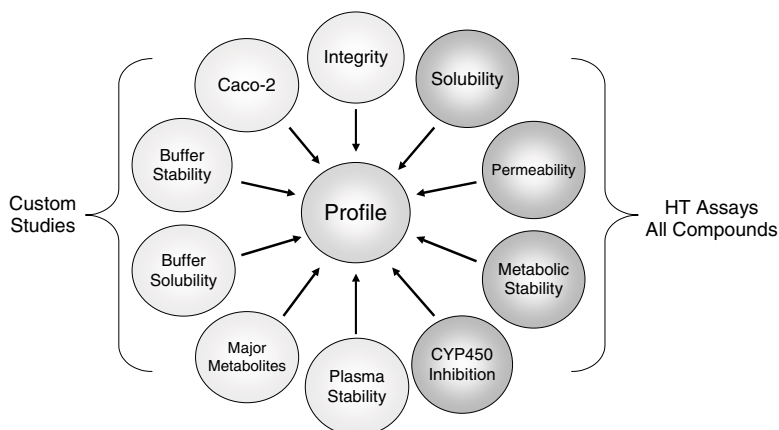 Integrity
Caco-2
Solubility
Buffer
Stability
Permeability
Custom
Studies
Profile
HT Assays
All Compounds
Buffer
Solubility
Metabolic
Stability
Major
Metabolites
Plasma
Stability
CYP450
Inhibition